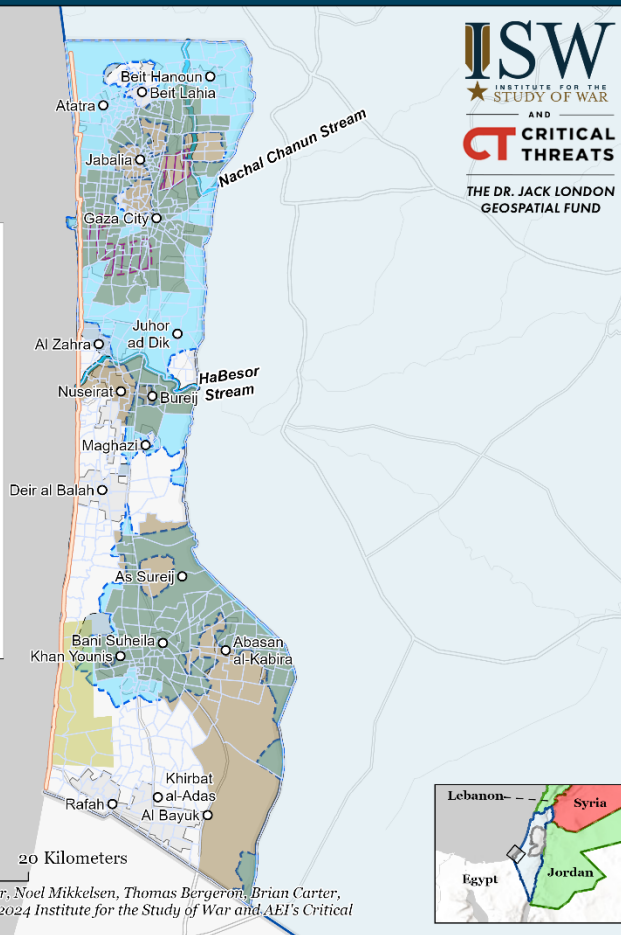 ISW
INSTITUTE FOR THE
STUDY OF WAR
AND
CT CRITICAL
THREATS
THE DR. JACK LONDON
GEOSPATIAL FUND
Beit Hanoun
Beit Lahia
Atatra
Nachal Chanun Stream
Jabalia
Gaza City
Juhor
ad Dik
Al Zahra
HaBesor
Stream
Nuseirat
Bureij
Maghazi
Deir al Balah
As Sureij
Bani Suheila
Abasan
al-Kabira
Khan Younis
Khirbat
al-Adas
Rafah
Al Bayuk
Lebanon
Syria
Egypt
Jordan
20 Kilometers
r, Noel Mikkelsen, Thomas Bergeron, Brian Carter,
2024 Institute for the Study of War and AEI's Critical